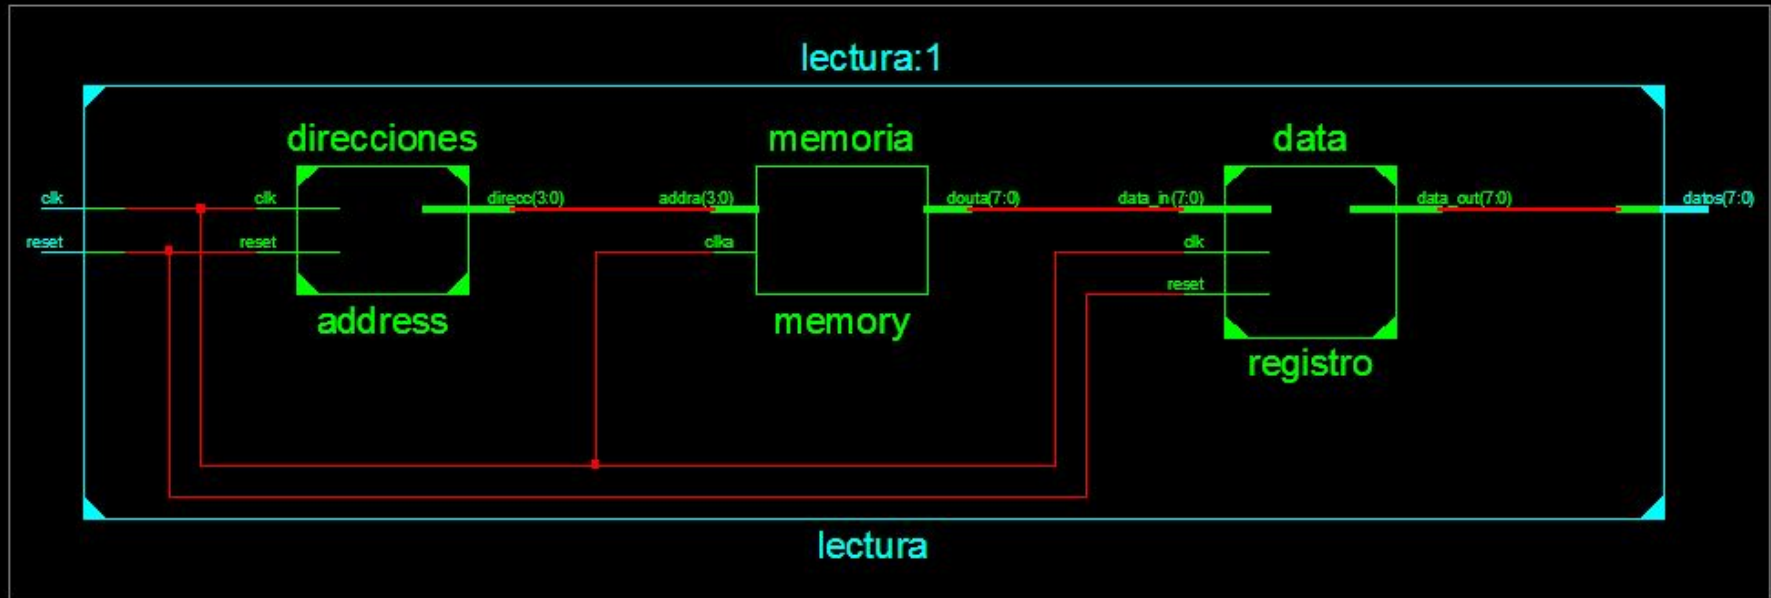 lectura:1
direcciones
memoria
data
clk
clk
direcc(3:0)
addra(3:0)
douta(7:0)
data_in(7:0)
data_out(7:0)
datos(7:0)
reset
reset
clka
clk
reset
address
memory
registro
lectura